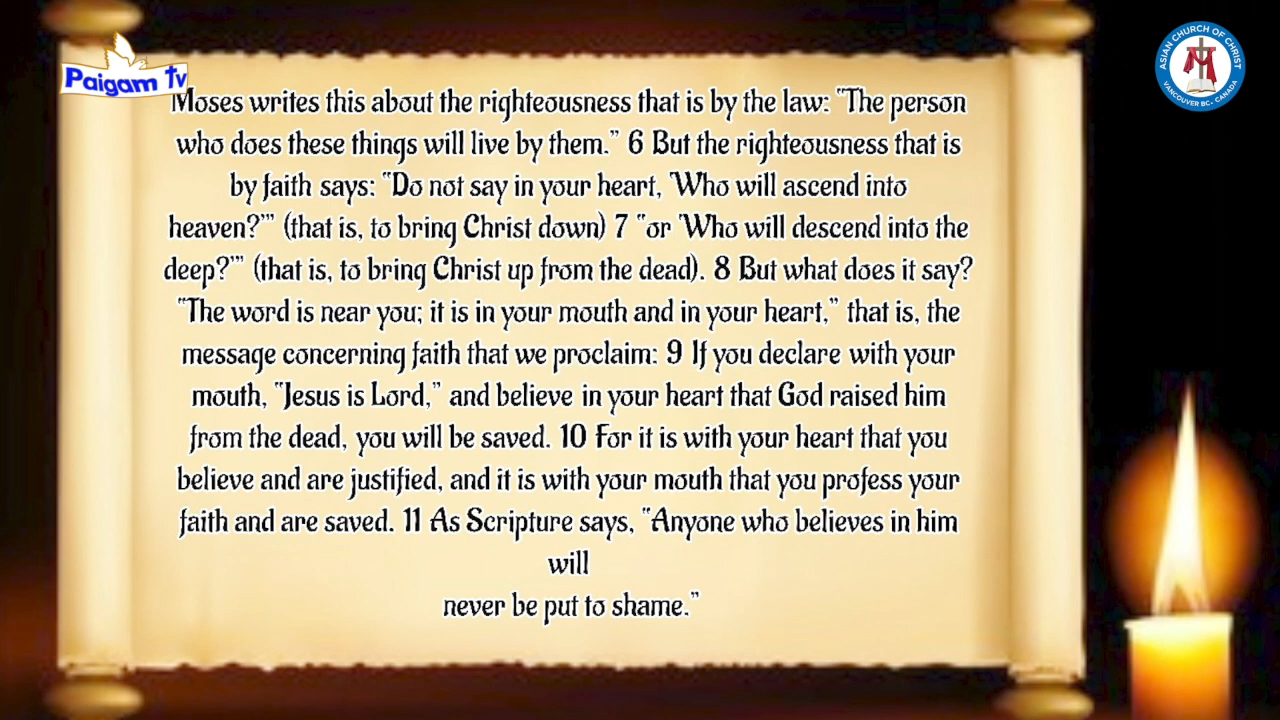 Paigam Tv
ASIAN CHURCH OF CHRIST
VANCOUVER BC. CANADA
Moses writes this about the righteousness that is by the law: “The person
who does these things will live by them.” 6 But the righteousness that is
by faith says: “Do not say in your heart, ‘Who will ascend into
heaven?’” (that is, to bring Christ down) 7 “or ‘Who will descend into the
deep?’” (that is, to bring Christ up from the dead). 8 But what does it say?
“The word is near you; it is in your mouth and in your heart,” that is, the
message concerning faith that we proclaim: 9 If you declare with your
mouth, “Jesus is Lord,” and believe in your heart that God raised him
from the dead, you will be saved. 10 For it is with your heart that you
believe and are justified, and it is with your mouth that you profess your
faith and are saved. 11 As Scripture says, “Anyone who believes in him
will
never be put to shame.”